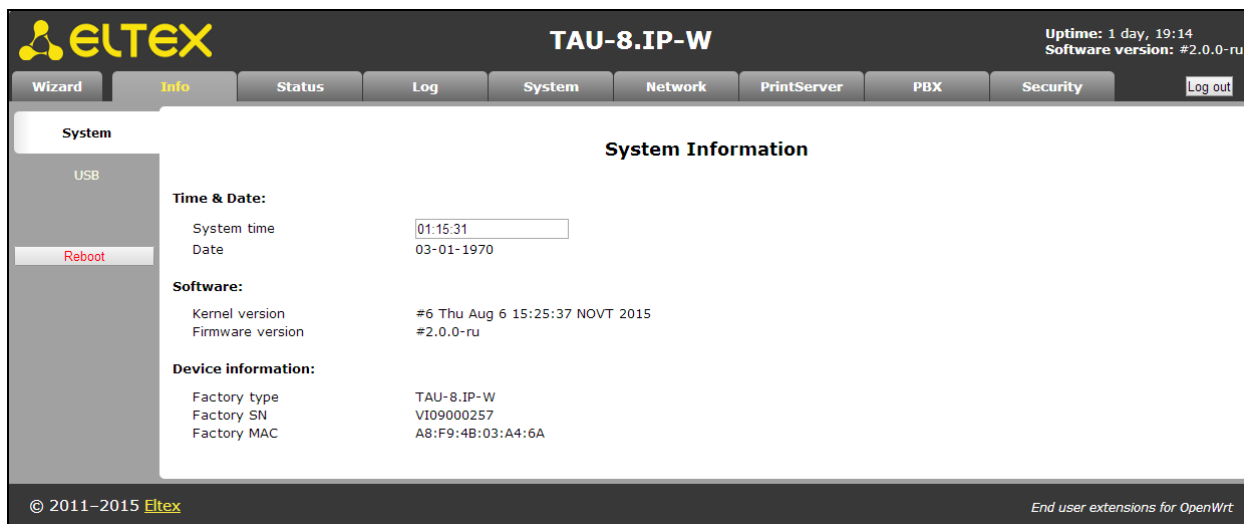 ELTEX
TAU-8.IP-W
Uptime: 1 day, 19:14
Software version: #2.0.0-ru
Wizard Info Status Log System Network PrintServer PBX Security Log out
System
USB
Reboot
System Information
Time & Date:
System time 01:15:31
Date 03-01-1970
Software:
Kernel version #6 Thu Aug 6 15:25:37 NOVT 2015
Firmware version #2.0.0-ru
Device information:
Factory type TAU-8.IP-W
Factory SN VI09000257
Factory MAC A8:F9:4B:03:A4:6A
© 2011–2015 Eltex
End user extensions for OpenWrt